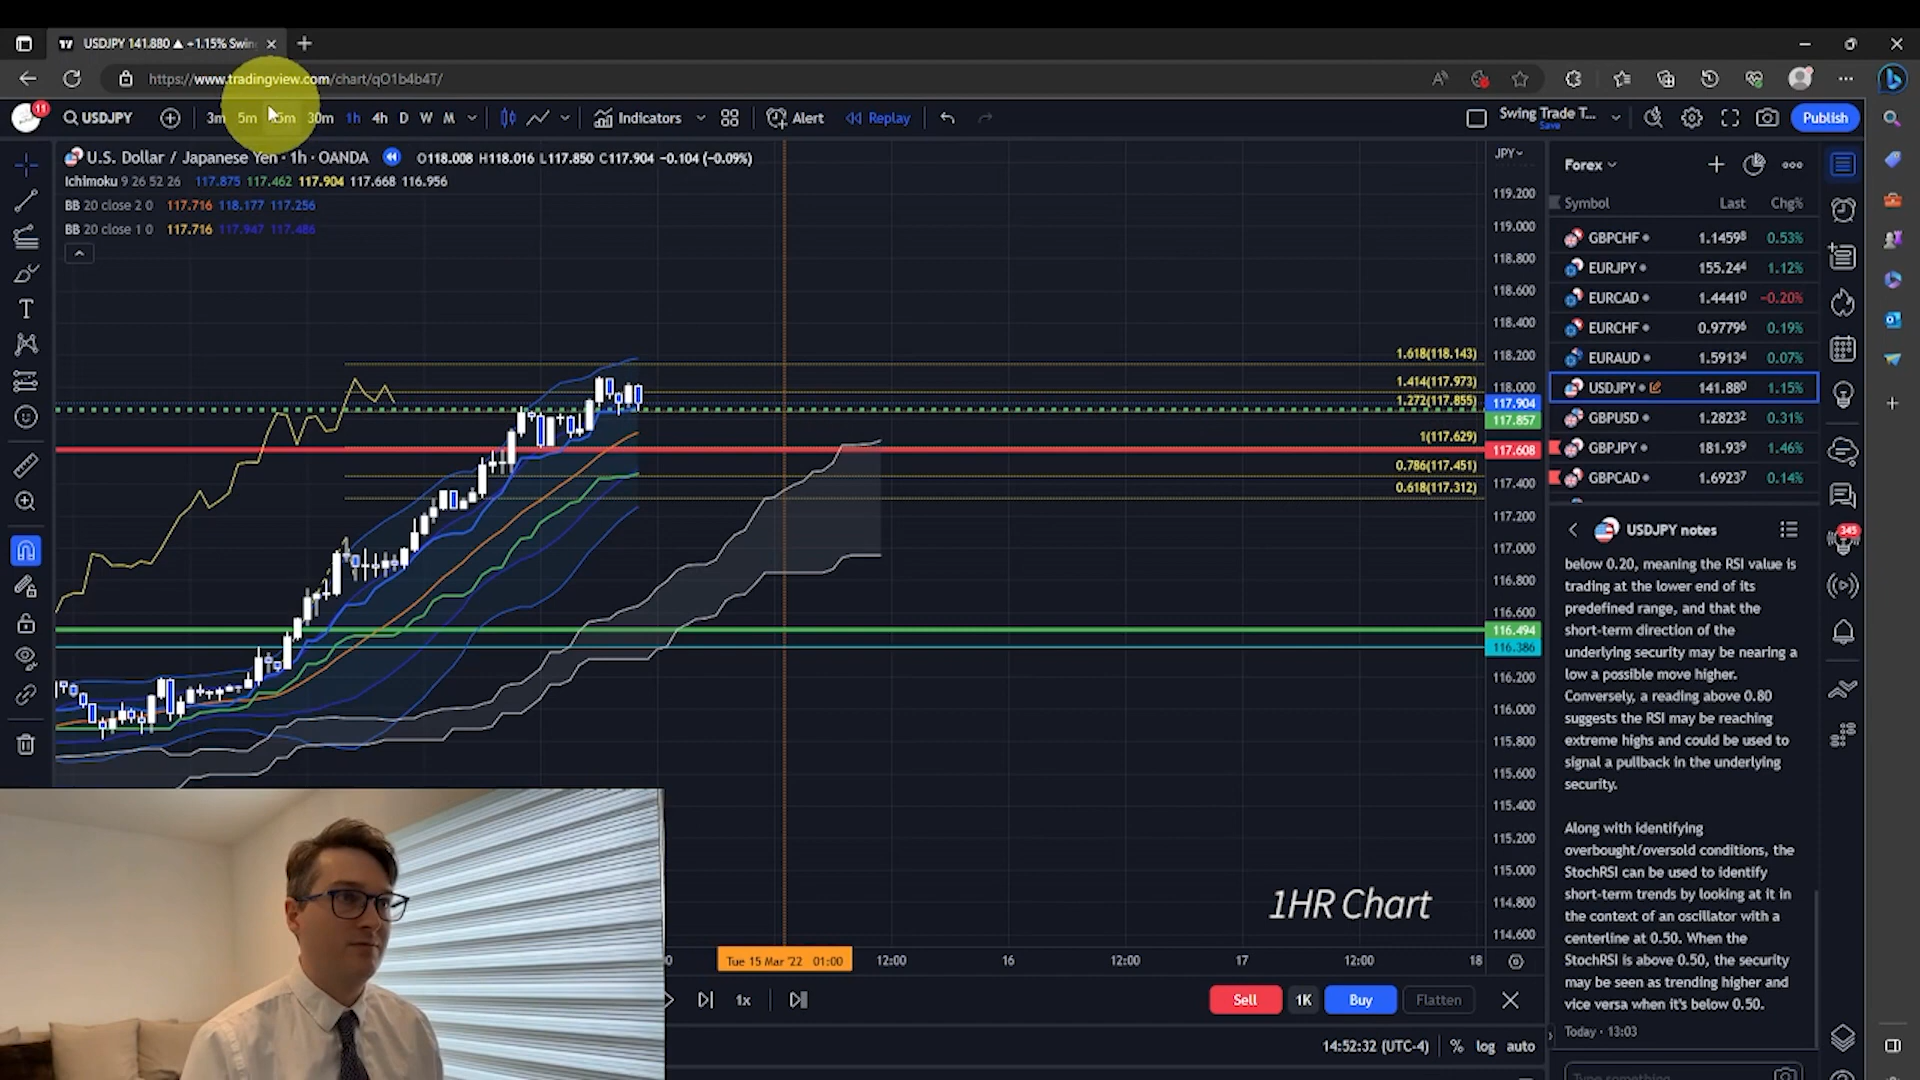 USDJPY 141.880 ▲ +1.15% Swin
https://www.tradingview.com/chart/qO1b4b4T/
11
USDJPY
3m 5m 15m 30m 1h 4h D W M
Indicators
Alert
Replay
Swing Trade T...
Save
Publish
U.S. Dollar / Japanese Yen · 1h · OANDA
O118.008 H118.016 L117.850 C117.904 −0.104 (−0.09%)
Ichimoku 9 26 52 26 117.875 117.462 117.904 117.668 116.956
BB 20 close 2 0 117.716 118.177 117.256
BB 20 close 1 0 117.716 117.947 117.486
JPY
119.200
119.000
118.800
118.600
118.400
118.200
118.000
117.904
117.857
117.608
117.400
117.200
117.000
116.800
116.600
116.494
116.386
116.200
116.000
115.800
115.600
115.400
115.200
115.000
114.800
114.600
1.618(118.143)
1.414(117.973)
1.272(117.855)
1(117.629)
0.786(117.451)
0.618(117.312)
1HR Chart
Tue 15 Mar '22 01:00
12:00
16
12:00
17
12:00
18
1x
Sell
1K
Buy
Flatten
14:52:32 (UTC-4)
%
log
auto
Forex
Symbol Last Chg%
GBPCHF 1.14598 0.53%
EURJPY 155.244 1.12%
EURCAD 1.44410 −0.20%
EURCHF 0.97796 0.19%
EURAUD 1.59134 0.07%
USDJPY 141.880 1.15%
GBPUSD 1.28232 0.31%
GBPJPY 181.939 1.46%
GBPCAD 1.69237 0.14%
USDJPY notes
below 0.20, meaning the RSI value is
trading at the lower end of its
predefined range, and that the
short-term direction of the
underlying security may be nearing a
low a possible move higher.
Conversely, a reading above 0.80
suggests the RSI may be reaching
extreme highs and could be used to
signal a pullback in the underlying
security.
Along with identifying
overbought/oversold conditions, the
StochRSI can be used to identify
short-term trends by looking at it in
the context of an oscillator with a
centerline at 0.50. When the
StochRSI is above 0.50, the security
may be seen as trending higher and
vice versa when it's below 0.50.
Today · 13:03
Type something
345